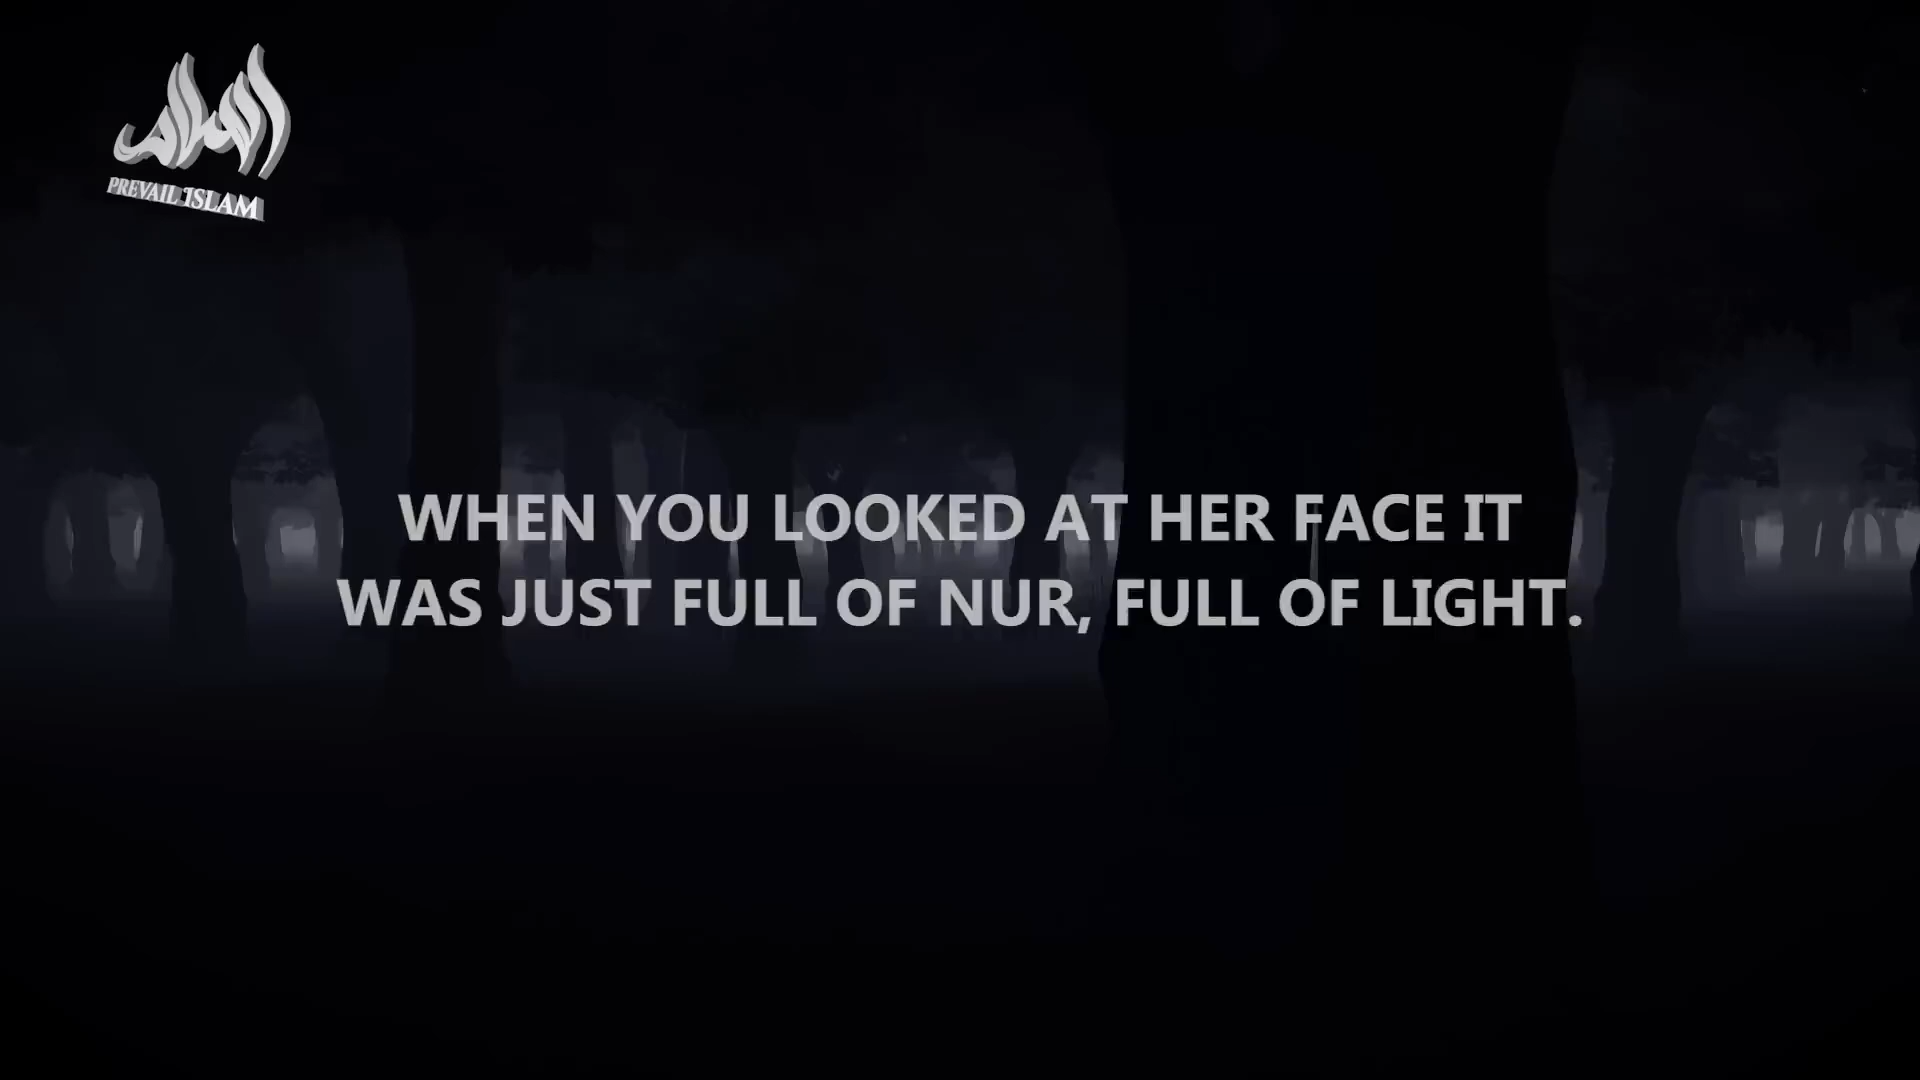 PREVAIL ISLAM
WHEN YOU LOOKED AT HER FACE IT
WAS JUST FULL OF NUR, FULL OF LIGHT.